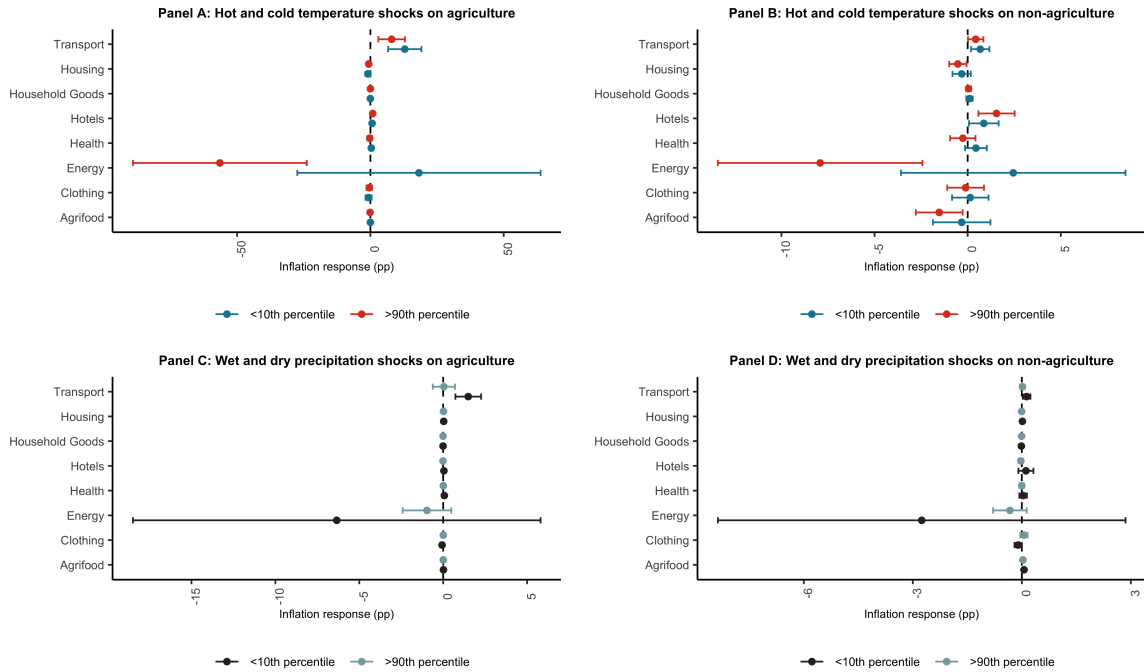 Panel A: Hot and cold temperature shocks on agriculture
Transport
Housing
Household Goods
Hotels
Health
Energy
Clothing
Agrifood
-50
0
50
Inflation response (pp)
<10th percentile
>90th percentile
Panel B: Hot and cold temperature shocks on non-agriculture
Transport
Housing
Household Goods
Hotels
Health
Energy
Clothing
Agrifood
-10
-5
0
5
Inflation response (pp)
<10th percentile
>90th percentile
Panel C: Wet and dry precipitation shocks on agriculture
Transport
Housing
Household Goods
Hotels
Health
Energy
Clothing
Agrifood
-15
-5
0
5
Inflation response (pp)
<10th percentile
>90th percentile
Panel D: Wet and dry precipitation shocks on non-agriculture
Transport
Housing
Household Goods
Hotels
Health
Energy
Clothing
Agrifood
-6
-3
0
3
Inflation response (pp)
<10th percentile
>90th percentile